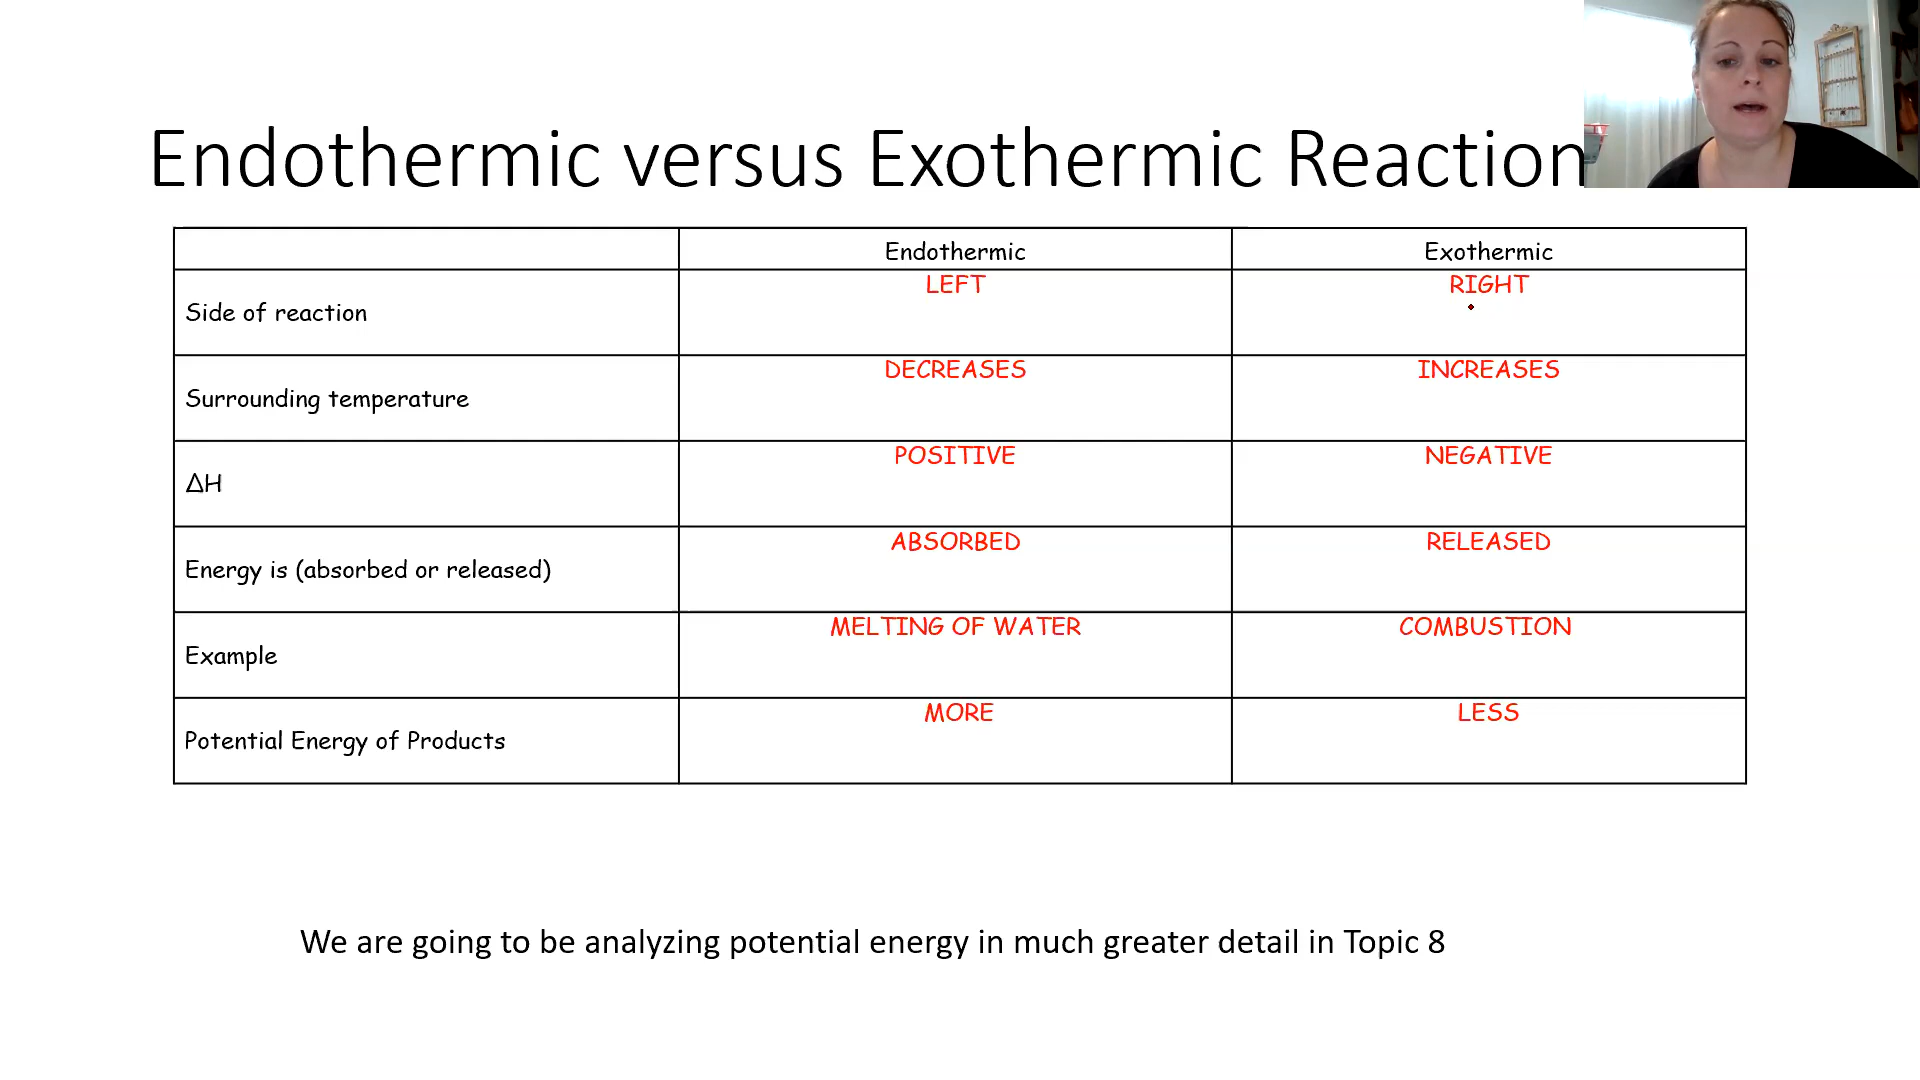 Endothermic versus Exothermic Reaction
Endothermic Exothermic
Side of reaction LEFT RIGHT
Surrounding temperature DECREASES INCREASES
ΔH POSITIVE NEGATIVE
Energy is (absorbed or released) ABSORBED RELEASED
Example MELTING OF WATER COMBUSTION
Potential Energy of Products MORE LESS
We are going to be analyzing potential energy in much greater detail in Topic 8